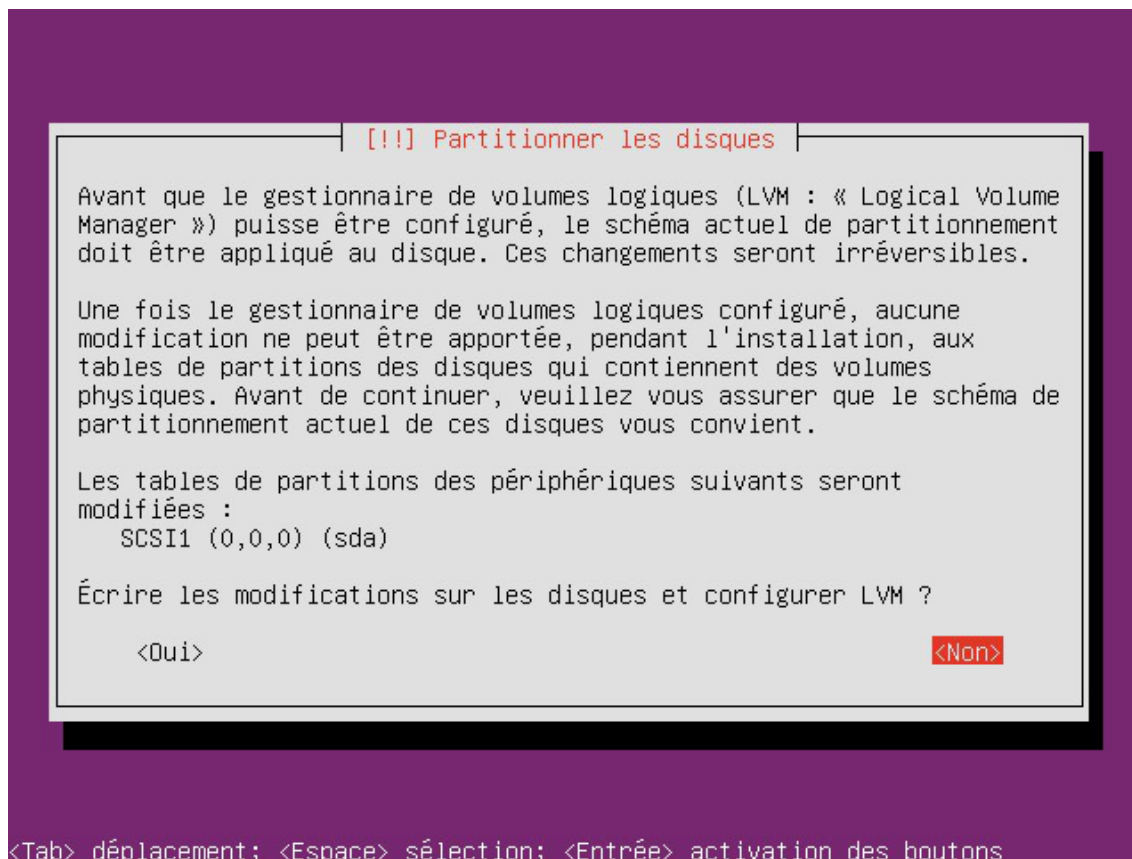 [!!] Partitionner les disques
Avant que le gestionnaire de volumes logiques (LVM : « Logical Volume
Manager ») puisse être configuré, le schéma actuel de partitionnement
doit être appliqué au disque. Ces changements seront irréversibles.
Une fois le gestionnaire de volumes logiques configuré, aucune
modification ne peut être apportée, pendant l'installation, aux
tables de partitions des disques qui contiennent des volumes
physiques. Avant de continuer, veuillez vous assurer que le schéma de
partitionnement actuel de ces disques vous convient.
Les tables de partitions des périphériques suivants seront
modifiées :
SCSI1 (0,0,0) (sda)
Écrire les modifications sur les disques et configurer LVM ?
<Oui> <Non>
<Tab> déplacement; <Espace> sélection; <Entrée> activation des boutons